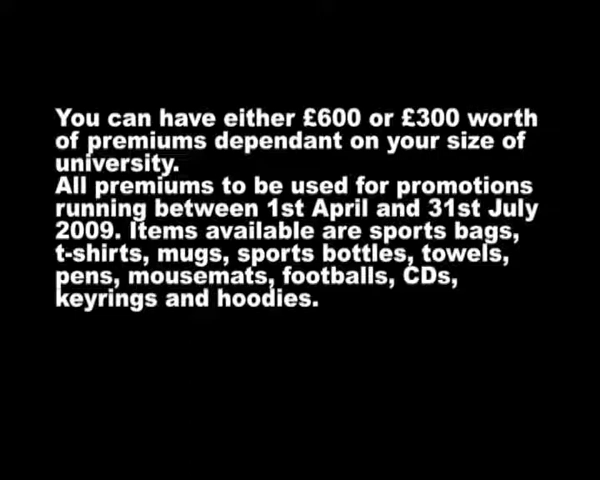 You can have either £600 or £300 worth
of premiums dependant on your size of
university.
All premiums to be used for promotions
running between 1st April and 31st July
2009. Items available are sports bags,
t-shirts, mugs, sports bottles, towels,
pens, mousemats, footballs, CDs,
keyrings and hoodies.